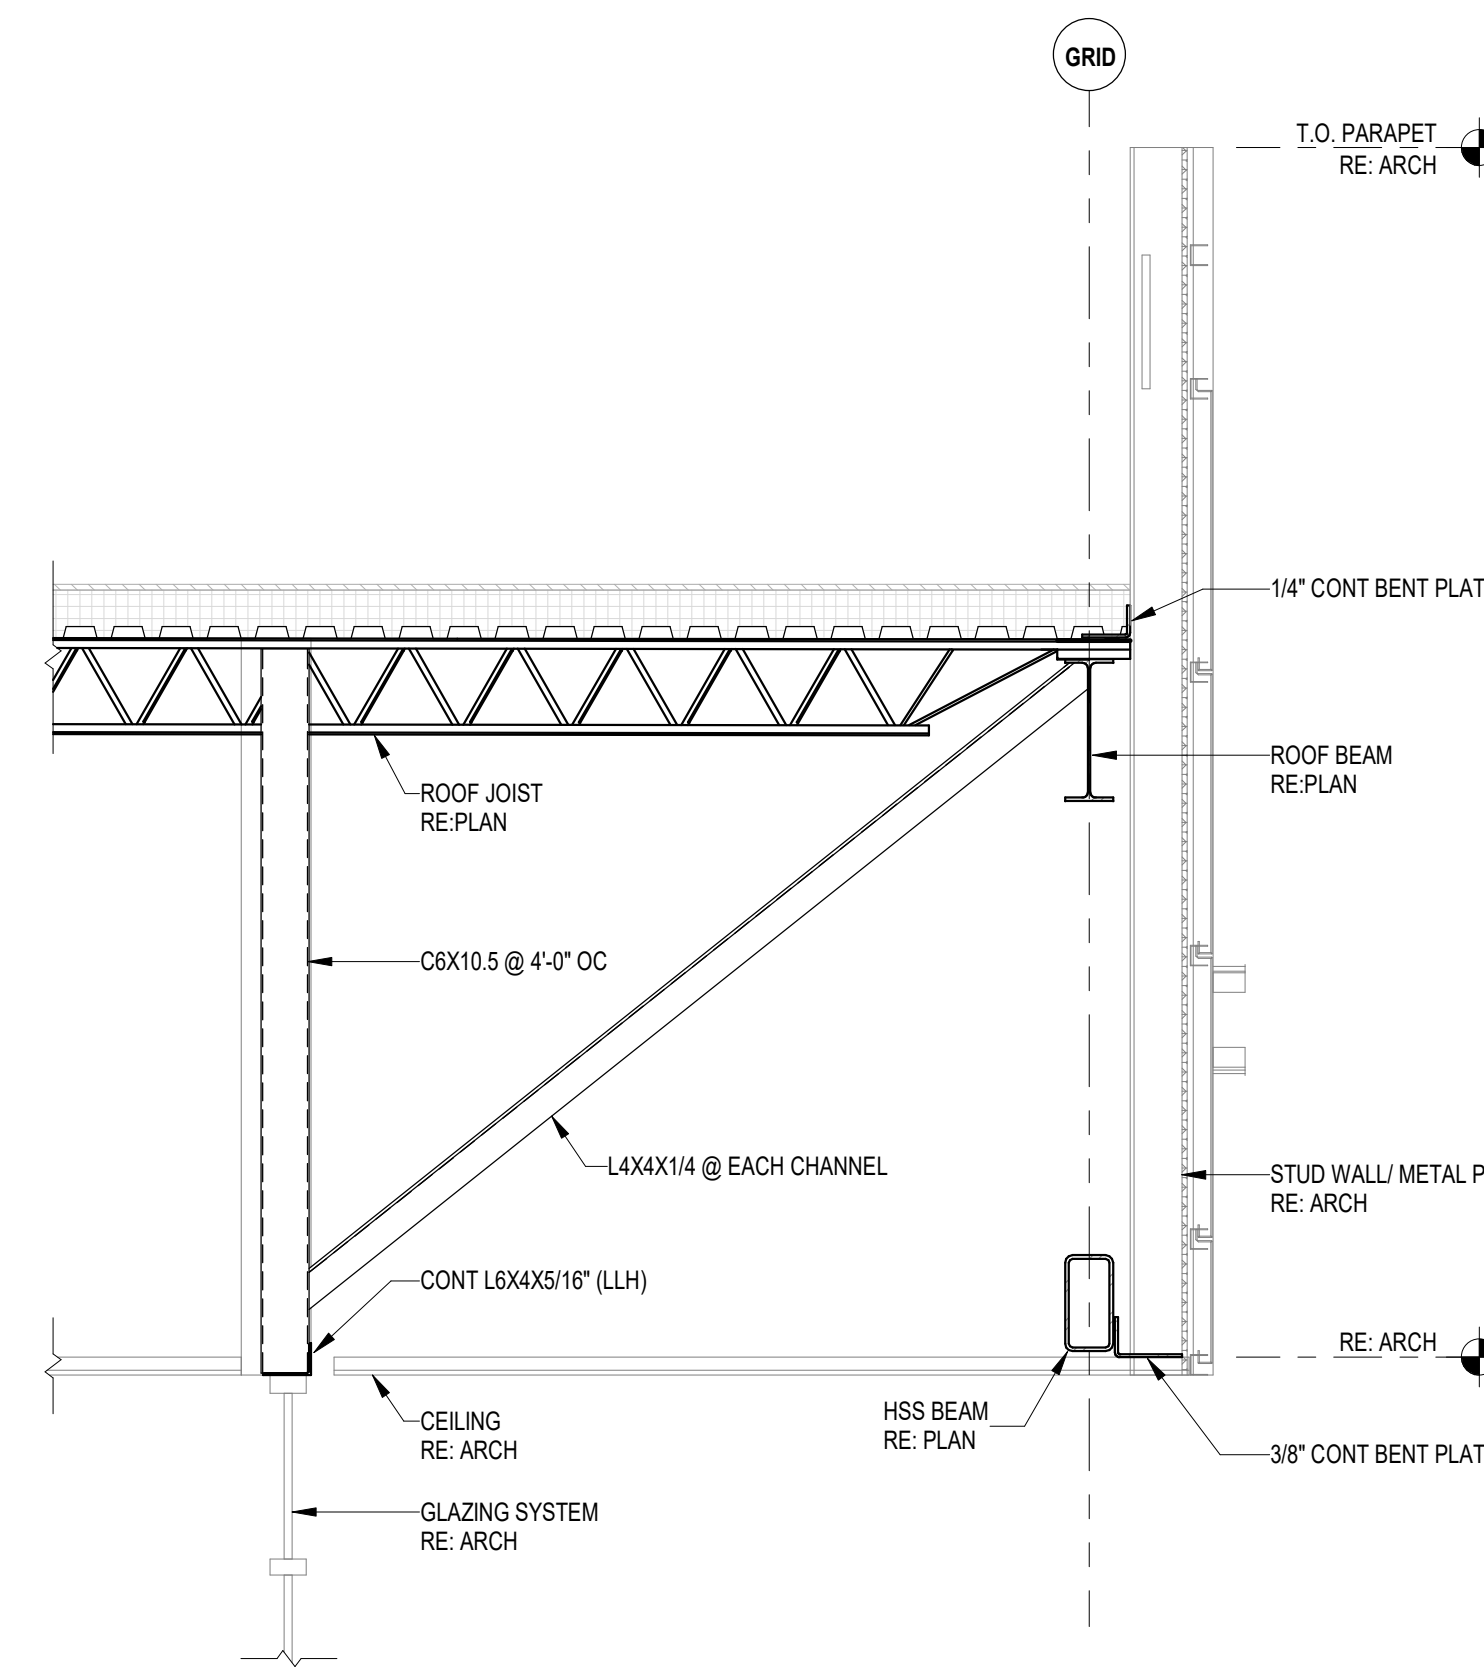 GRID
T.O. PARAPET
RE: ARCH
1/4" CONT BENT PLAT
ROOF BEAM
RE:PLAN
ROOF JOIST
RE:PLAN
C6X10.5 @ 4'-0" OC
L4X4X1/4 @ EACH CHANNEL
STUD WALL/ METAL P
RE: ARCH
CONT L6X4X5/16" (LLH)
RE: ARCH
HSS BEAM
RE: PLAN
CEILING
RE: ARCH
3/8" CONT BENT PLAT
GLAZING SYSTEM
RE: ARCH